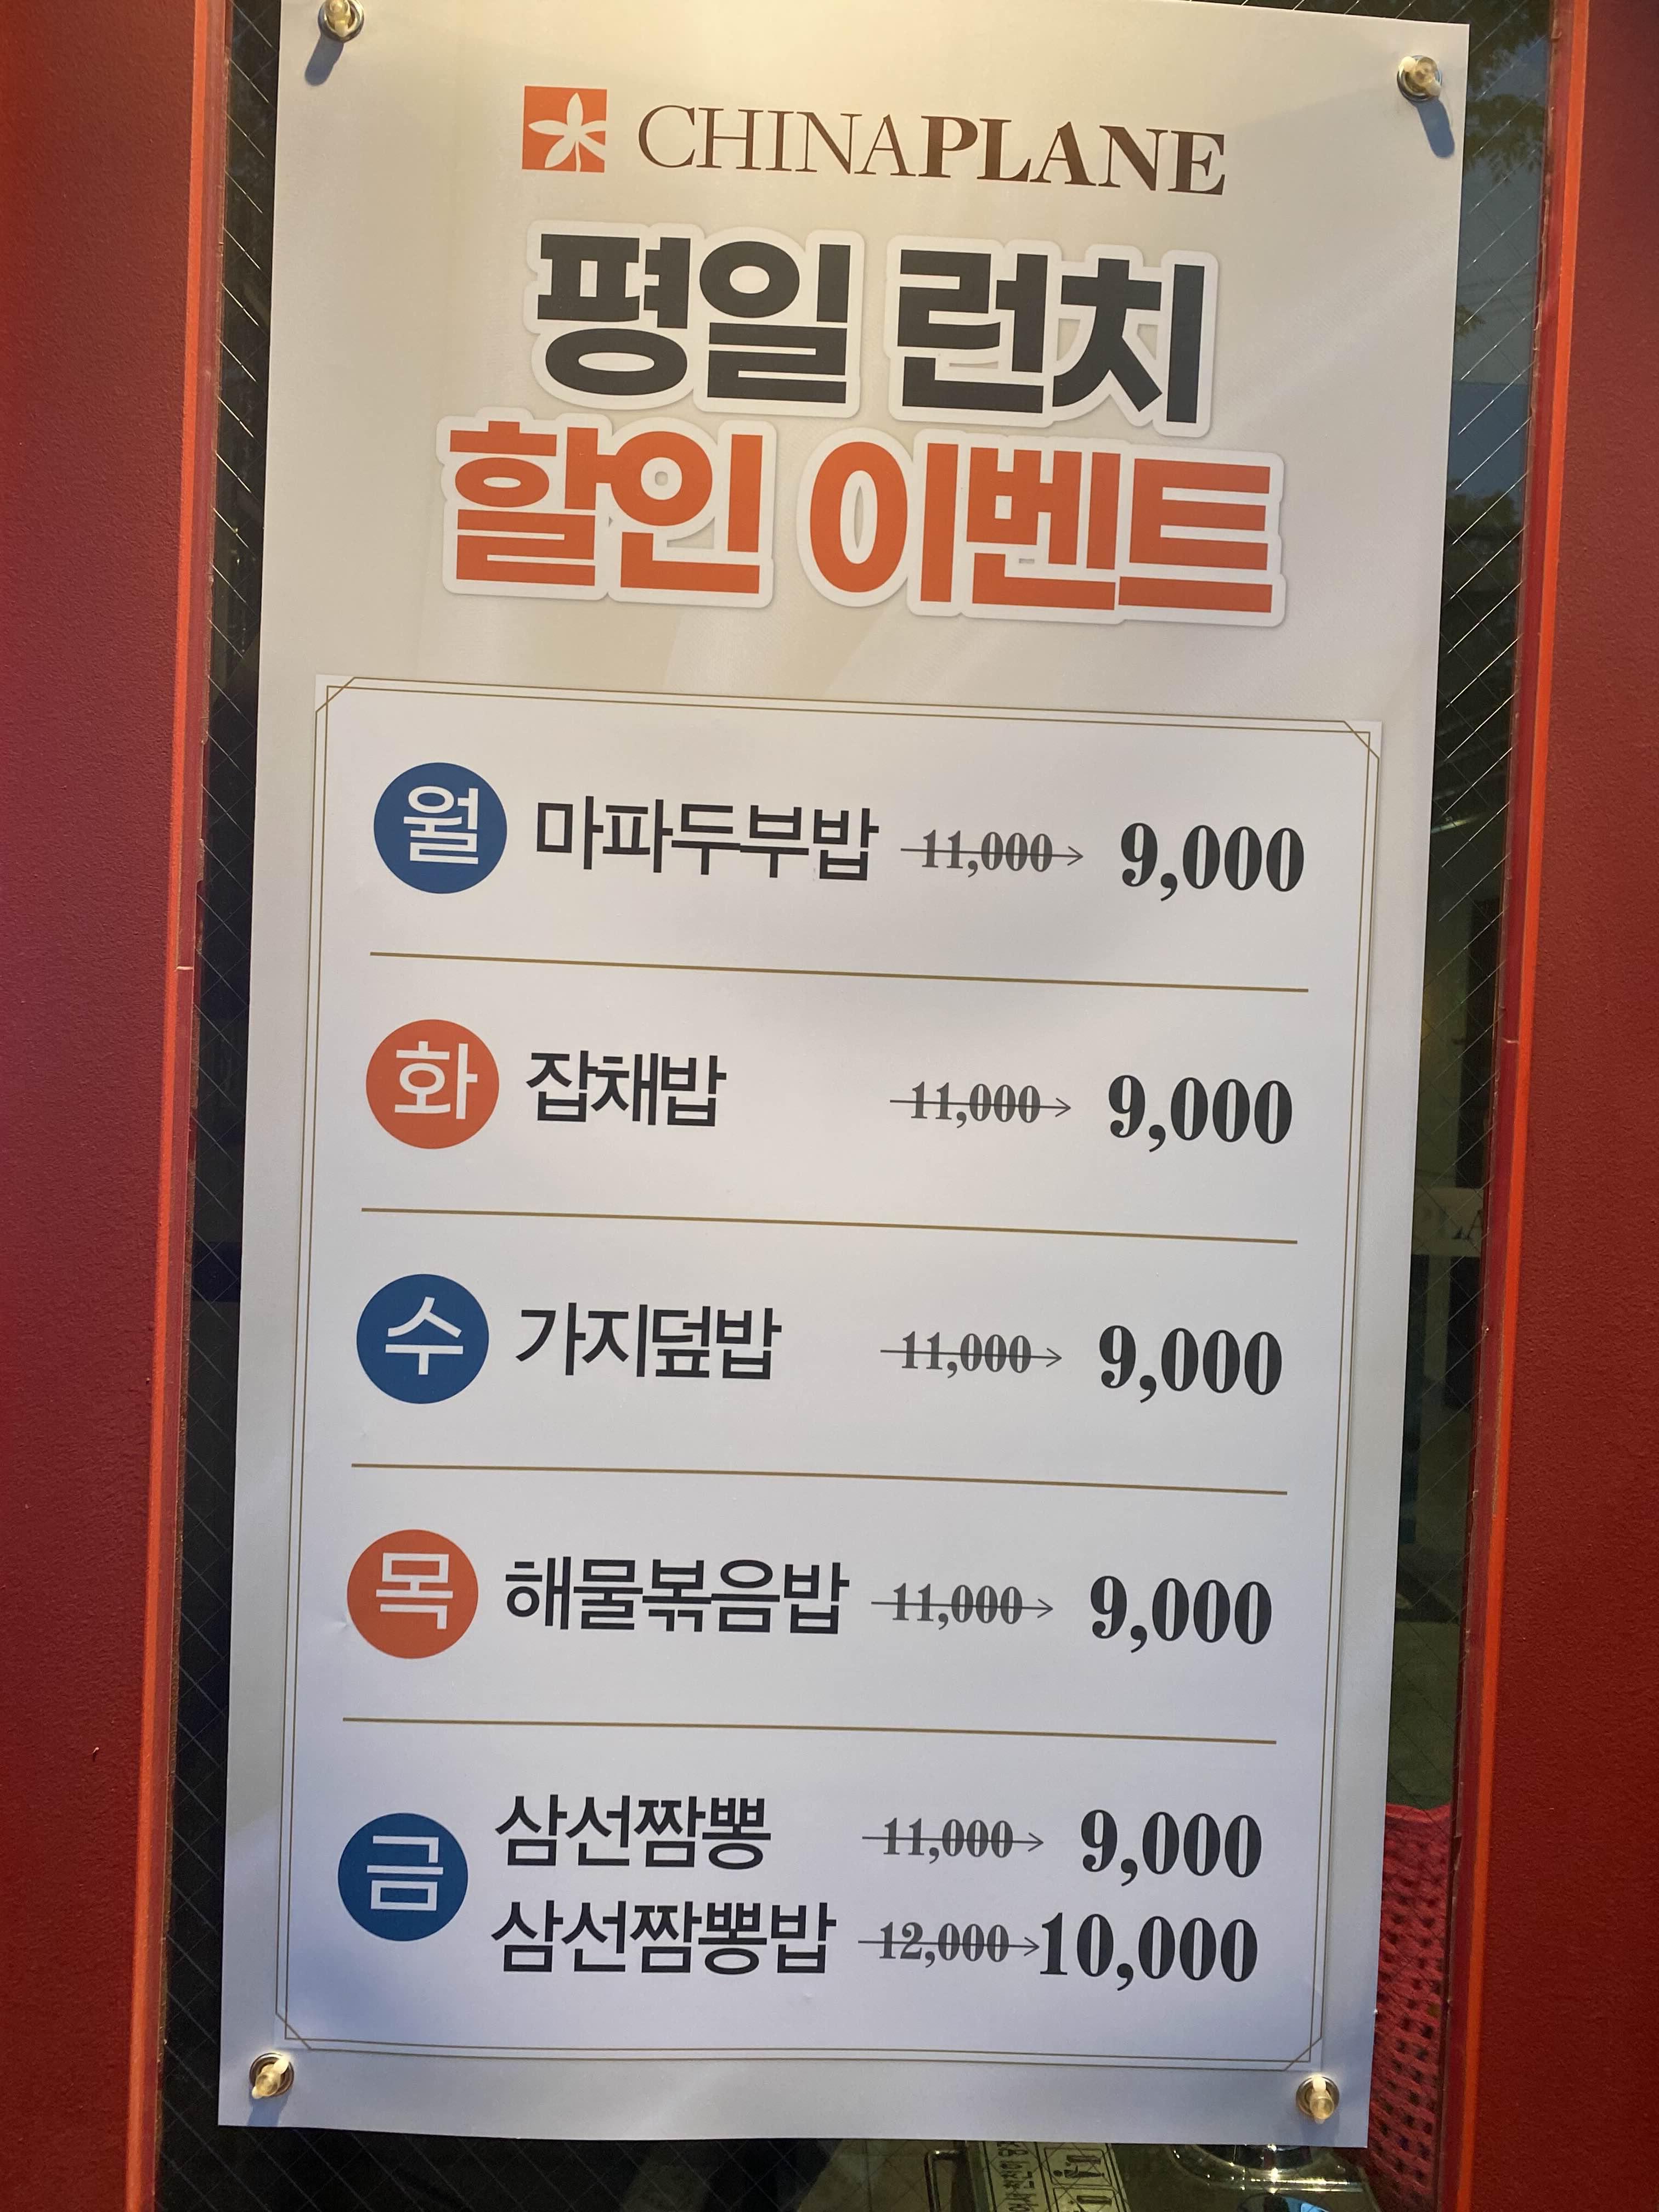 CHINAPLANE
평일 런치
할인 이벤트
월 마파두부밥 11,000 → 9,000
화 잡채밥 11,000 → 9,000
수 가지덮밥 11,000 → 9,000
목 해물볶음밥 11,000 → 9,000
금 삼선짬뽕 11,000 → 9,000
삼선짬뽕밥 12,000 → 10,000